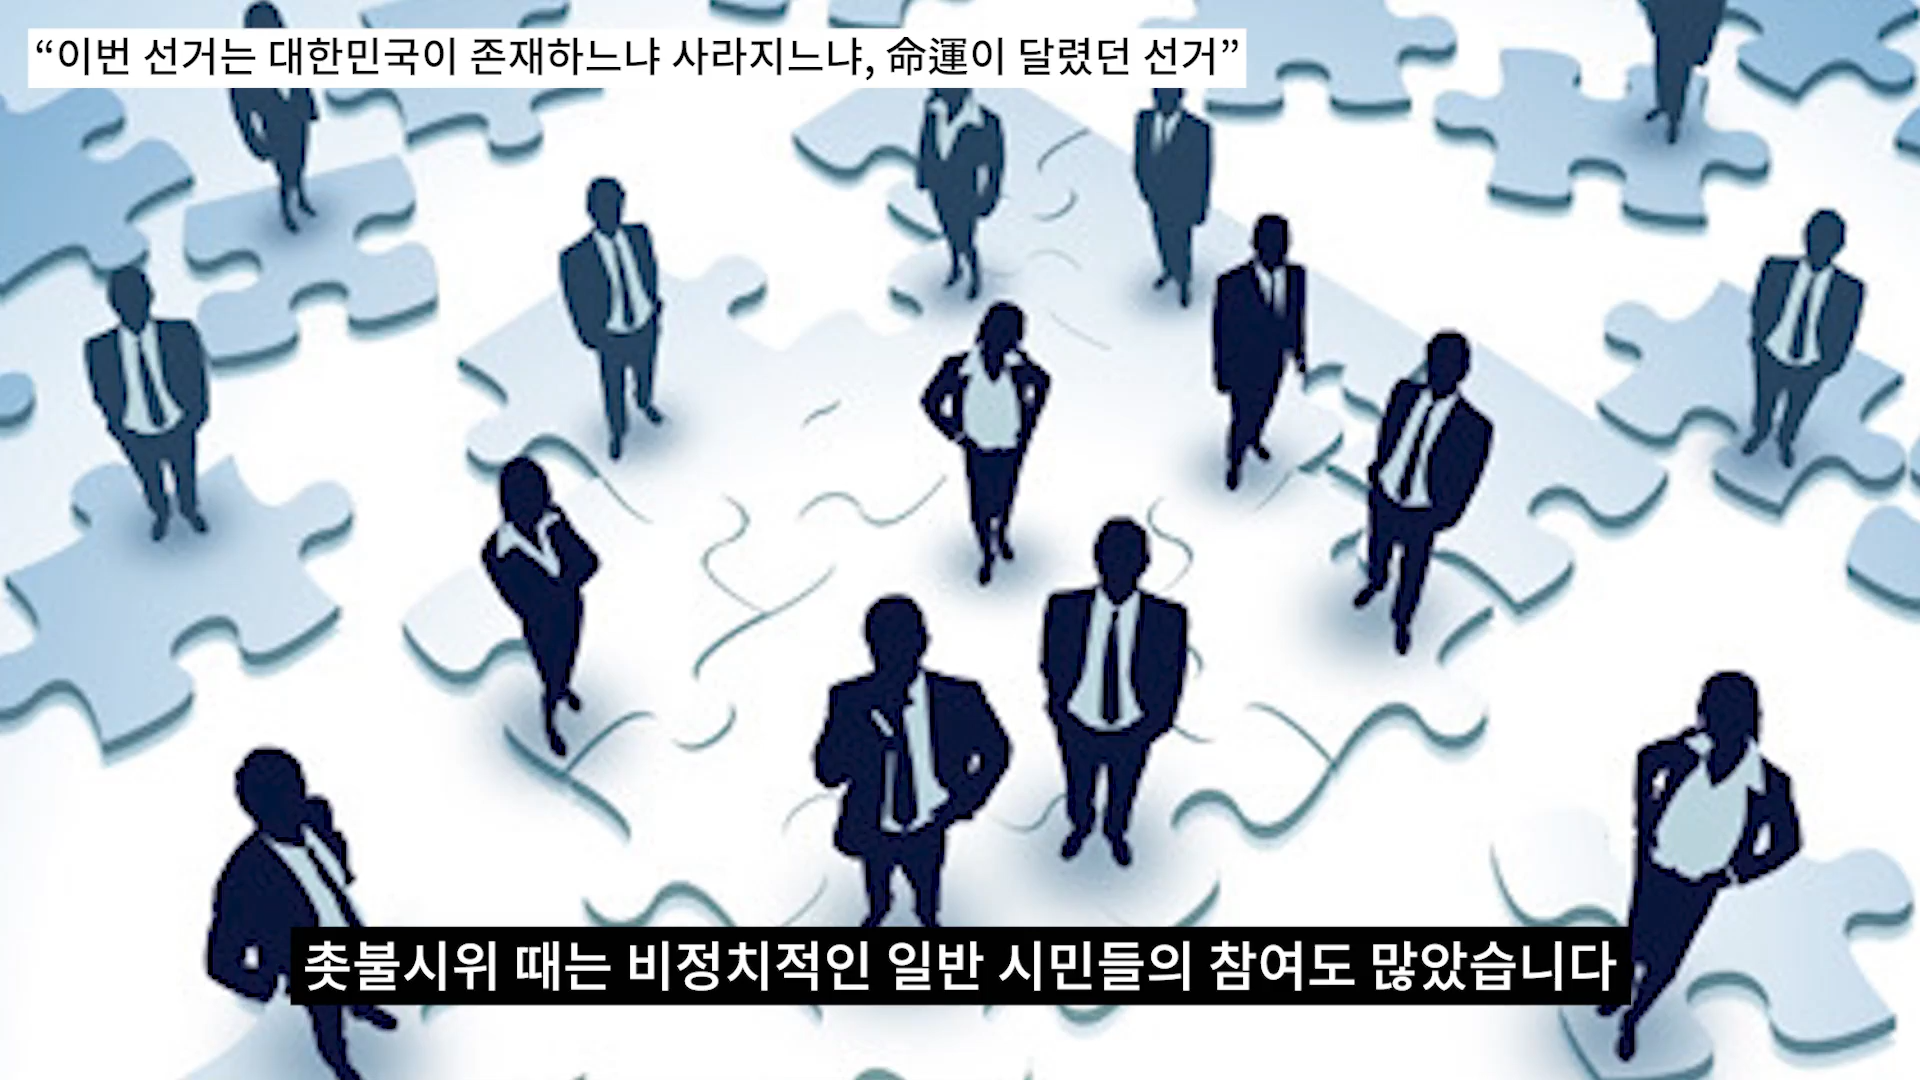 “이번 선거는 대한민국이 존재하느냐 사라지느냐, 命運이 달렸던 선거”
촛불시위 때는 비정치적인 일반 시민들의 참여도 많았습니다